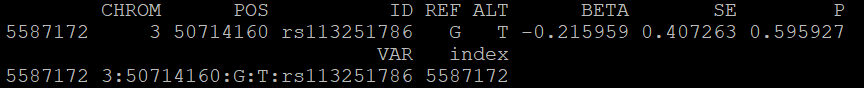 CHROM POS ID REF ALT BETA SE P
5587172 3 50714160 rs113251786 G T -0.215959 0.407263 0.595927
VAR index
5587172 3:50714160:G:T:rs113251786 5587172